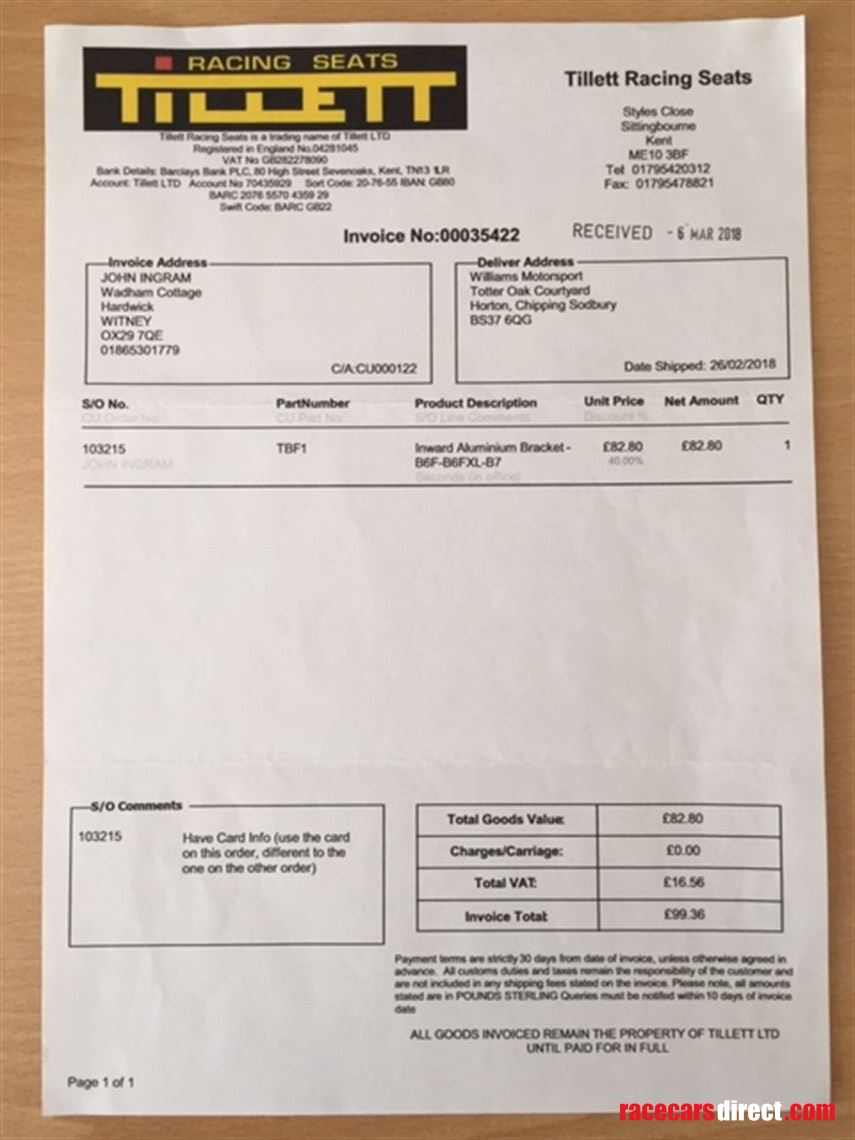 RACING SEATS
TILLETT
Tillett Racing Seats is a trading name of Tillett LTD
Registered in England No.04281045
VAT No GB282278090
Bank Details: Barclays Bank PLC, 80 High Street Sevenoaks, Kent, TN13 1LR
Account: Tillett LTD Account No 70435929 Sort Code: 20-76-55 IBAN: GB80
BARC 2076 5570 4359 29
Swift Code: BARC GB22
Tillett Racing Seats
Styles Close
Sittingbourne
Kent
ME10 3BF
Tel: 01795420312
Fax: 01795478821
Invoice No:00035422
RECEIVED - 6 MAR 2018
Invoice Address
JOHN INGRAM
Wadham Cottage
Hardwick
WITNEY
OX29 7QE
01865301779
C/A:CU000122
Deliver Address
Williams Motorsport
Totter Oak Courtyard
Horton, Chipping Sodbury
BS37 6QG
Date Shipped: 26/02/2018
S/O No. PartNumber Product Description Unit Price Net Amount QTY
CU Part No S/O Line Comments Discount %
103215 TBF1 Inward Aluminium Bracket - £82.80 £82.80 1
JOHN INGRAM B6F-B6FXL-B7 40.00%
Seconds (in office)
S/O Comments
103215 Have Card Info (use the card
on this order, different to the
one on the other order)
Total Goods Value: £82.80
Charges/Carriage: £0.00
Total VAT: £16.56
Invoice Total: £99.36
Payment terms are strictly 30 days from date of invoice, unless otherwise agreed in
advance. All customs duties and taxes remain the responsibility of the customer and
are not included in any shipping fees stated on the invoice. Please note, all amounts
stated are in POUNDS STERLING Queries must be notified within 10 days of invoice
date
ALL GOODS INVOICED REMAIN THE PROPERTY OF TILLETT LTD
UNTIL PAID FOR IN FULL
Page 1 of 1
racecarsdirect.com